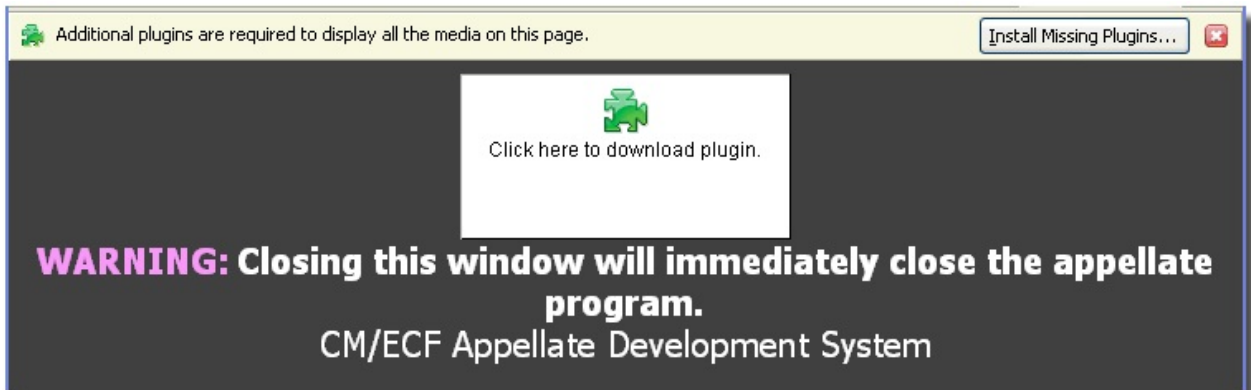 Additional plugins are required to display all the media on this page. Install Missing Plugins...
Click here to download plugin.
WARNING: Closing this window will immediately close the appellate
program.
CM/ECF Appellate Development System